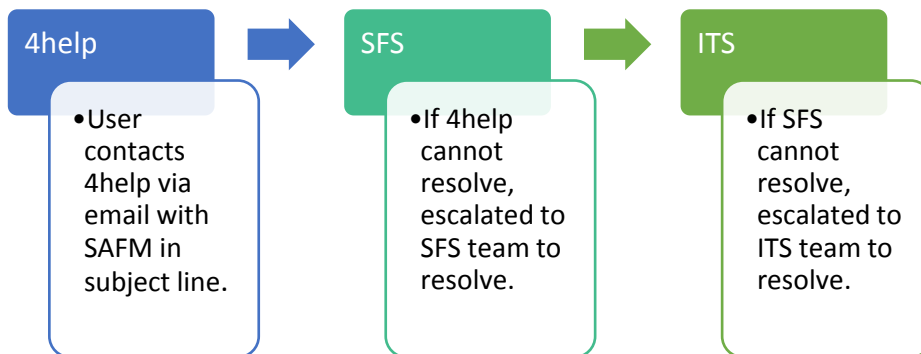 4help
•User
contacts
4help via
email with
SAFM in
subject line.
SFS
•If 4help
cannot
resolve,
escalated to
SFS team to
resolve.
ITS
•If SFS
cannot
resolve,
escalated to
ITS team to
resolve.